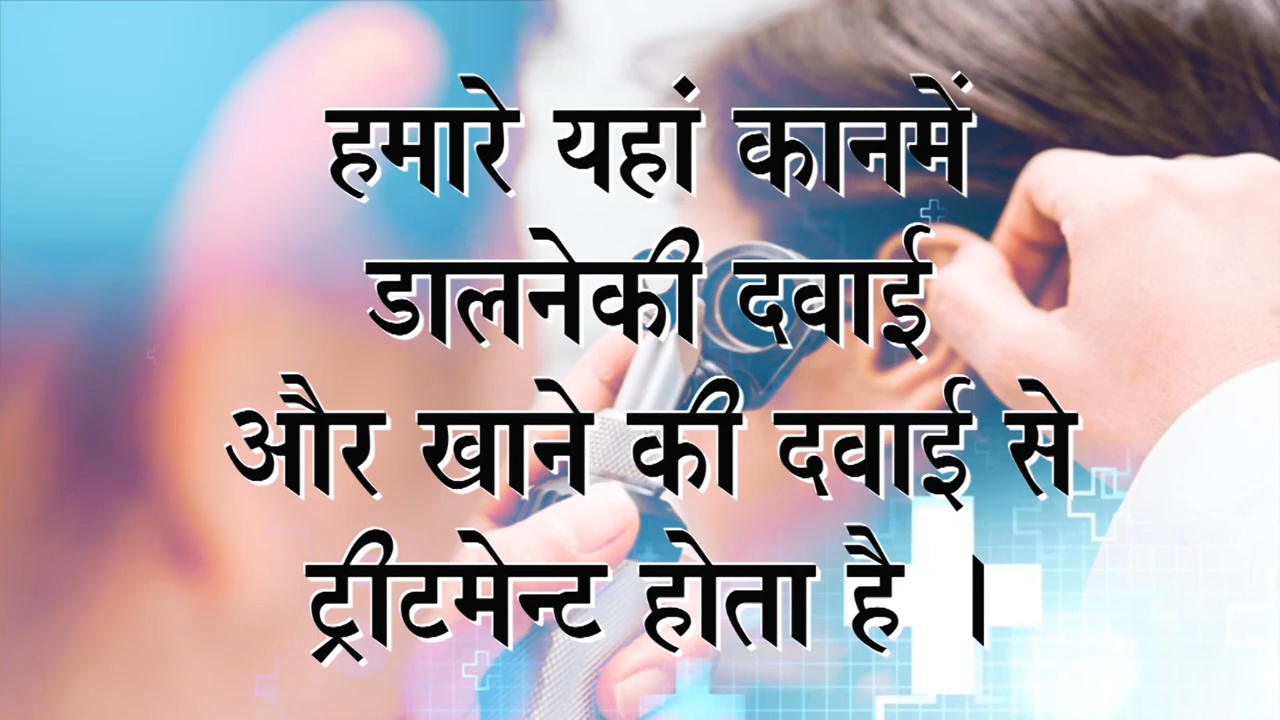 हमारे यहां कानमें
डालनेकी दवाई
और खाने की दवाई से
ट्रीटमेन्ट होता है ।